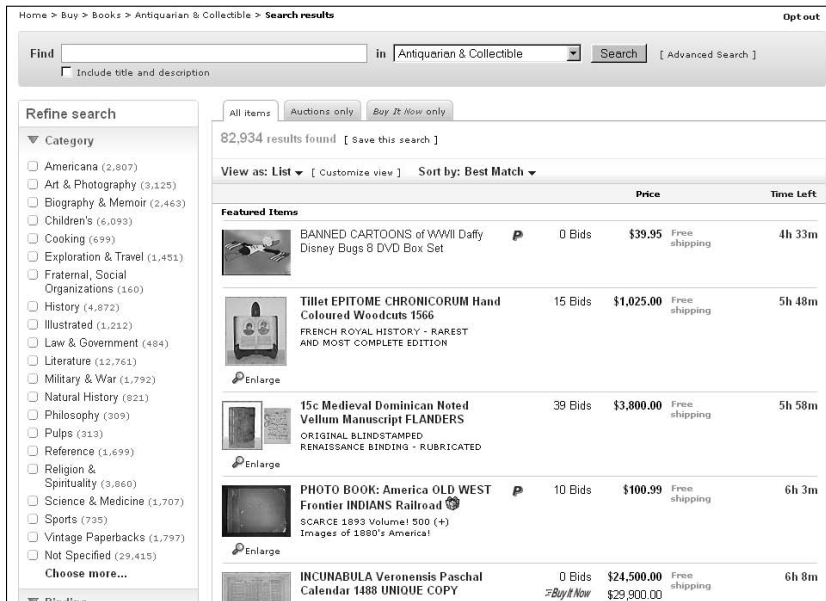 Home > Buy > Books > Antiquarian & Collectible > Search results
Opt out
Find in Antiquarian & Collectible Search [ Advanced Search ]
Include title and description
Refine search
Category
Americana (2,807)
Art & Photography (3,125)
Biography & Memoir (2,463)
Children's (6,093)
Cooking (699)
Exploration & Travel (1,451)
Fraternal, Social
Organizations (160)
History (4,872)
Illustrated (1,212)
Law & Government (484)
Literature (12,761)
Military & War (1,792)
Natural History (821)
Philosophy (309)
Pulps (313)
Reference (1,699)
Religion &
Spirituality (3,860)
Science & Medicine (1,707)
Sports (735)
Vintage Paperbacks (1,797)
Not Specified (29,415)
Choose more...
Binding
All items Auctions only Buy It Now only
82,934 results found [ Save this search ]
View as: List [ Customize view ] Sort by: Best Match
Price Time Left
Featured Items
BANNED CARTOONS of WWII Daffy P 0 Bids $39.95 Free 4h 33m
Disney Bugs 8 DVD Box Set shipping
Tillet EPITOME CHRONICORUM Hand 15 Bids $1,025.00 Free 5h 48m
Coloured Woodcuts 1566 shipping
FRENCH ROYAL HISTORY - RAREST
AND MOST COMPLETE EDITION
Enlarge
15c Medieval Dominican Noted 39 Bids $3,800.00 Free 5h 58m
Vellum Manuscript FLANDERS shipping
ORIGINAL BLINDSTAMPED
RENAISSANCE BINDING - RUBRICATED
Enlarge
PHOTO BOOK: America OLD WEST P 10 Bids $100.99 Free 6h 3m
Frontier INDIANS Railroad shipping
SCARCE 1893 Volume! 500 (+)
Images of 1880's America!
Enlarge
INCUNABULA Veronensis Paschal 0 Bids $24,500.00 Free 6h 8m
Calendar 1488 UNIQUE COPY Buy It Now $29,900.00 shipping